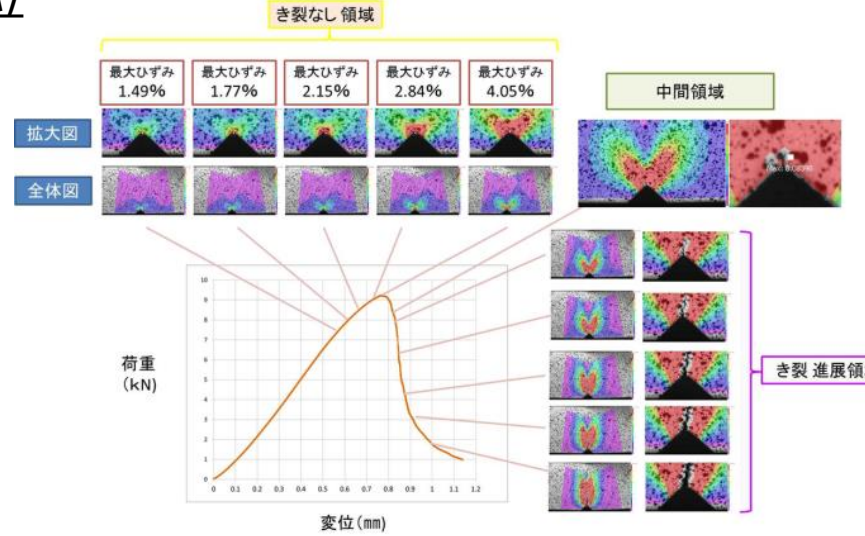 き裂なし 領域
最大ひずみ
1.49%
最大ひずみ
1.77%
最大ひずみ
2.15%
最大ひずみ
2.84%
最大ひずみ
4.05%
中間領域
拡大図
全体図
き裂 進展領
荷重
(kN)
10
9
8
7
6
5
4
3
2
1
0
0 0.1 0.2 0.3 0.4 0.5 0.6 0.7 0.8 0.9 1 1.1 1.2
変位(㎜)